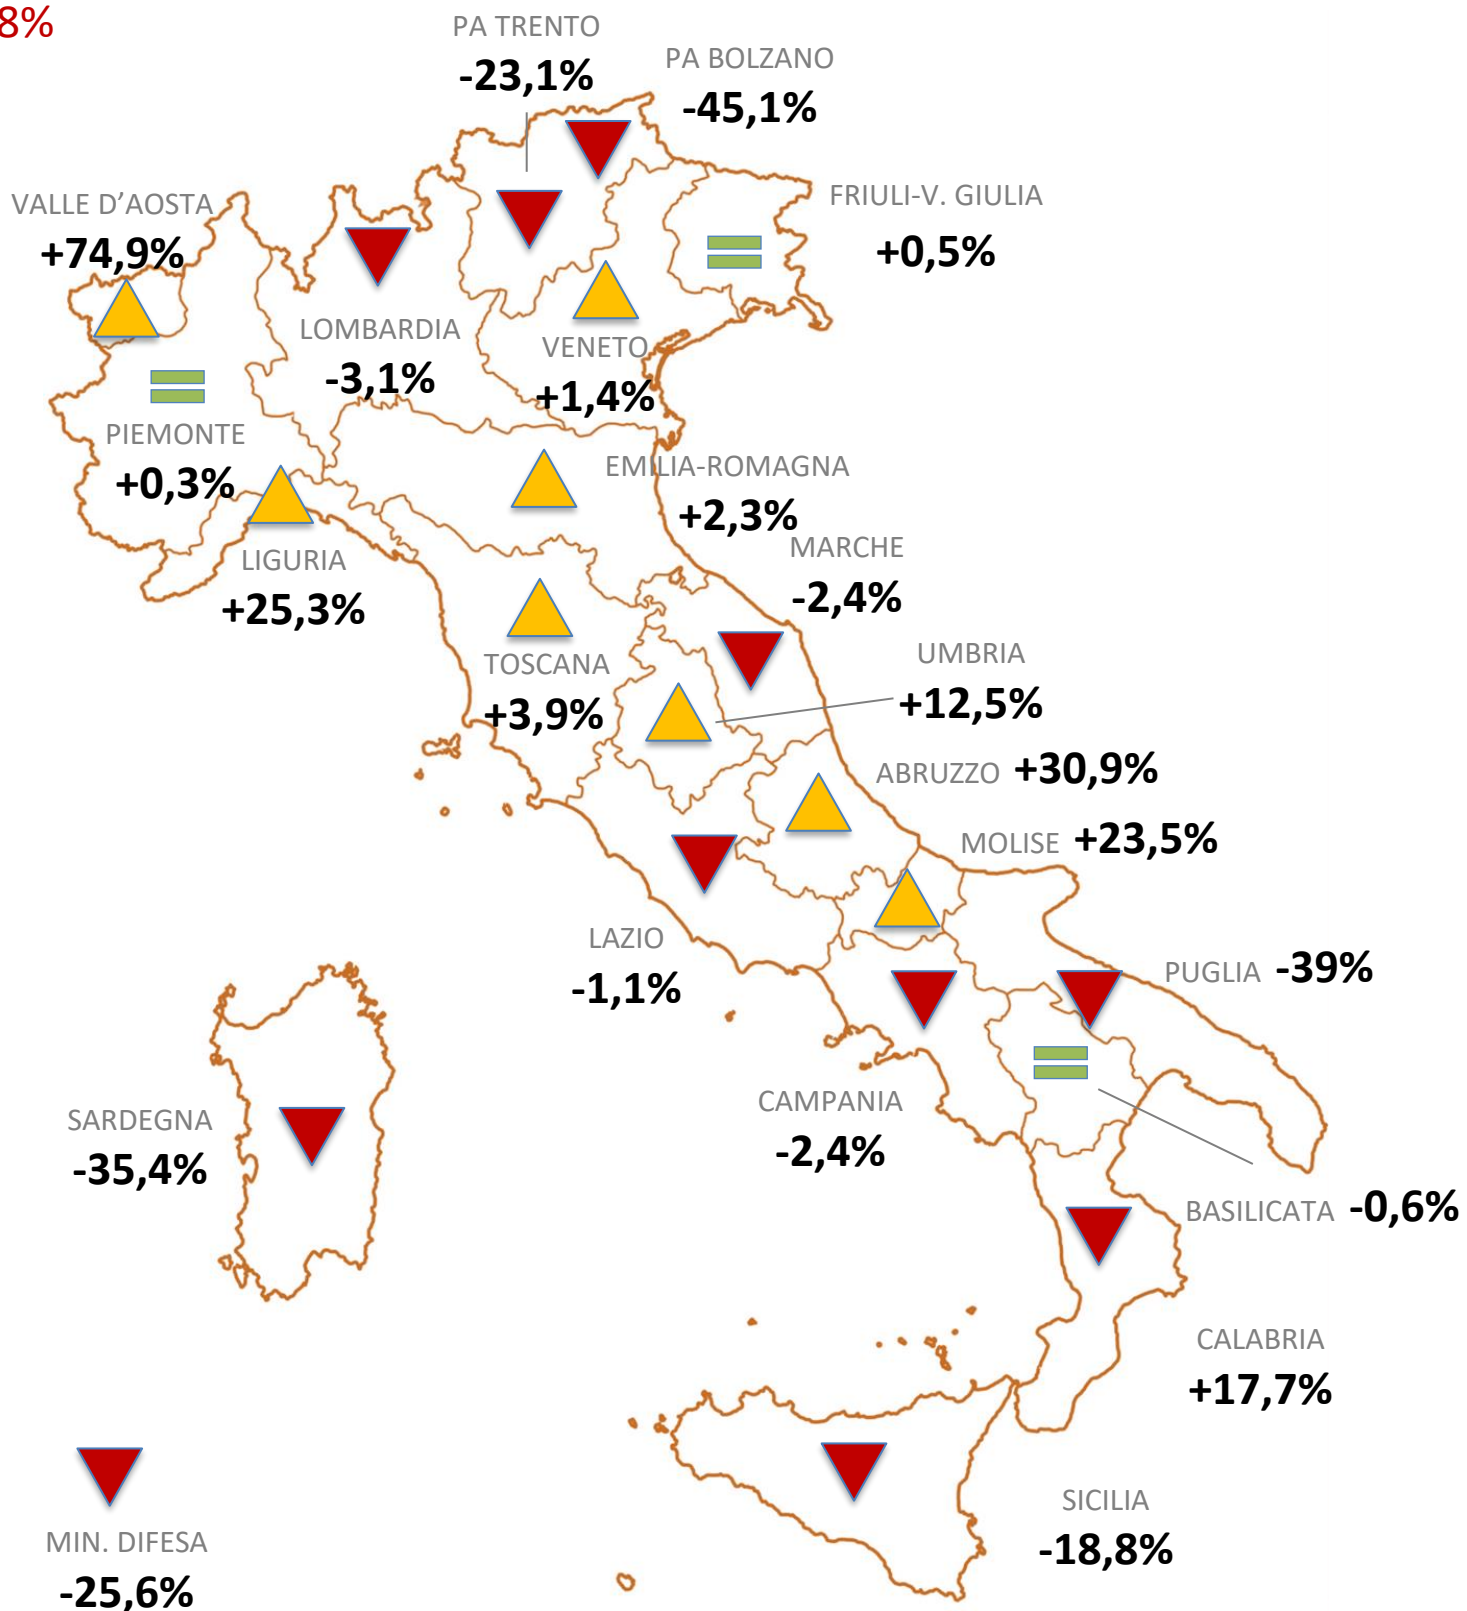 8%
PA TRENTO
-23,1%
PA BOLZANO
-45,1%
VALLE D’AOSTA
+74,9%
FRIULI-V. GIULIA
+0,5%
LOMBARDIA
-3,1%
VENETO
+1,4%
PIEMONTE
+0,3%
EMILIA-ROMAGNA
+2,3%
LIGURIA
+25,3%
MARCHE
-2,4%
TOSCANA
+3,9%
UMBRIA
+12,5%
ABRUZZO +30,9%
MOLISE +23,5%
LAZIO
-1,1%
PUGLIA -39%
CAMPANIA
-2,4%
SARDEGNA
-35,4%
BASILICATA -0,6%
CALABRIA
+17,7%
SICILIA
-18,8%
MIN. DIFESA
-25,6%